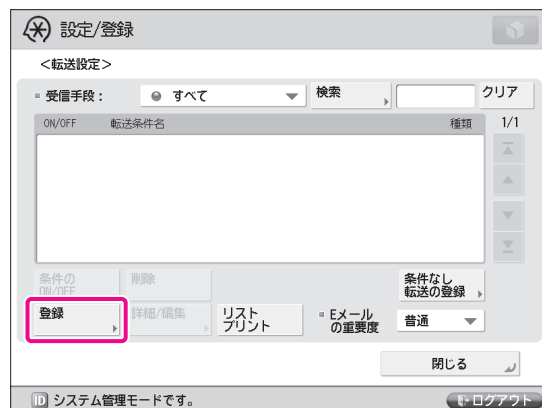 設定/登録
<転送設定>
受信手段: すべて 検索 クリア
ON/OFF 転送条件名 種類 1/1
条件の
ON/OFF
削除
条件なし
転送の登録
登録
詳細/編集
リスト
プリント
Eメール
の重要度
普通
閉じる
ID システム管理モードです。 ログアウト